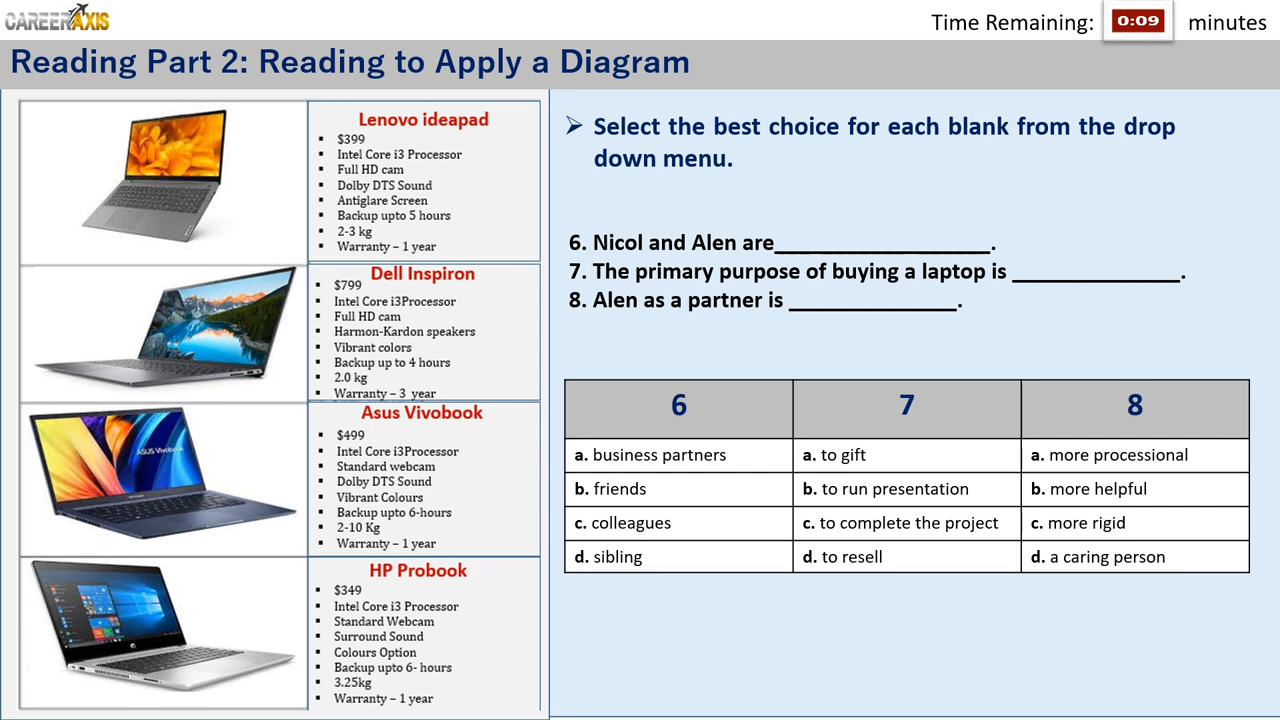 CAREERAXIS
Time Remaining: 0:09 minutes
Reading Part 2: Reading to Apply a Diagram
Lenovo ideapad
▪ $399
▪ Intel Core i3 Processor
▪ Full HD cam
▪ Dolby DTS Sound
▪ Antiglare Screen
▪ Backup upto 5 hours
▪ 2-3 kg
▪ Warranty – 1 year
Dell Inspiron
▪ $799
▪ Intel Core i3Processor
▪ Full HD cam
▪ Harmon-Kardon speakers
▪ Vibrant colors
▪ Backup up to 4 hours
▪ 2.0 kg
▪ Warranty – 3 year
ASUS Vivobook
Asus Vivobook
▪ $499
▪ Intel Core i3Processor
▪ Standard webcam
▪ Dolby DTS Sound
▪ Vibrant Colours
▪ Backup upto 6-hours
▪ 2-10 Kg
▪ Warranty – 1 year
HP Probook
▪ $349
▪ Intel Core i3 Processor
▪ Standard Webcam
▪ Surround Sound
▪ Colours Option
▪ Backup upto 6- hours
▪ 3.25kg
▪ Warranty – 1 year
➢ Select the best choice for each blank from the drop
down menu.
6. Nicol and Alen are__________________.
7. The primary purpose of buying a laptop is ______________.
8. Alen as a partner is ______________.
6 7 8
a. business partners a. to gift a. more processional
b. friends b. to run presentation b. more helpful
c. colleagues c. to complete the project c. more rigid
d. sibling d. to resell d. a caring person